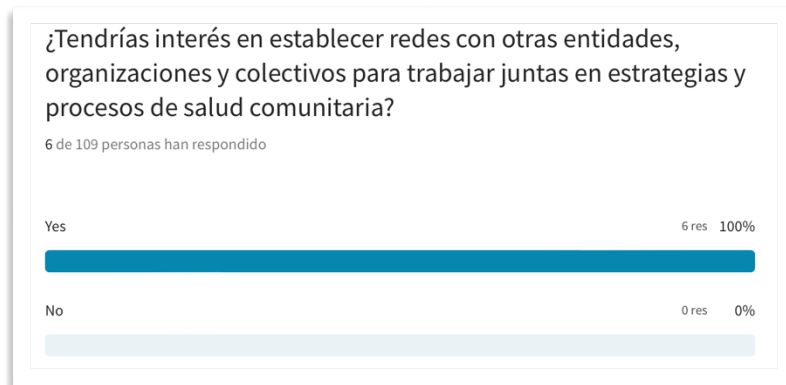 ¿Tendrías interés en establecer redes con otras entidades,
organizaciones y colectivos para trabajar juntas en estrategias y
procesos de salud comunitaria?
6 de 109 personas han respondido
Yes 6 res 100%
No 0 res 0%